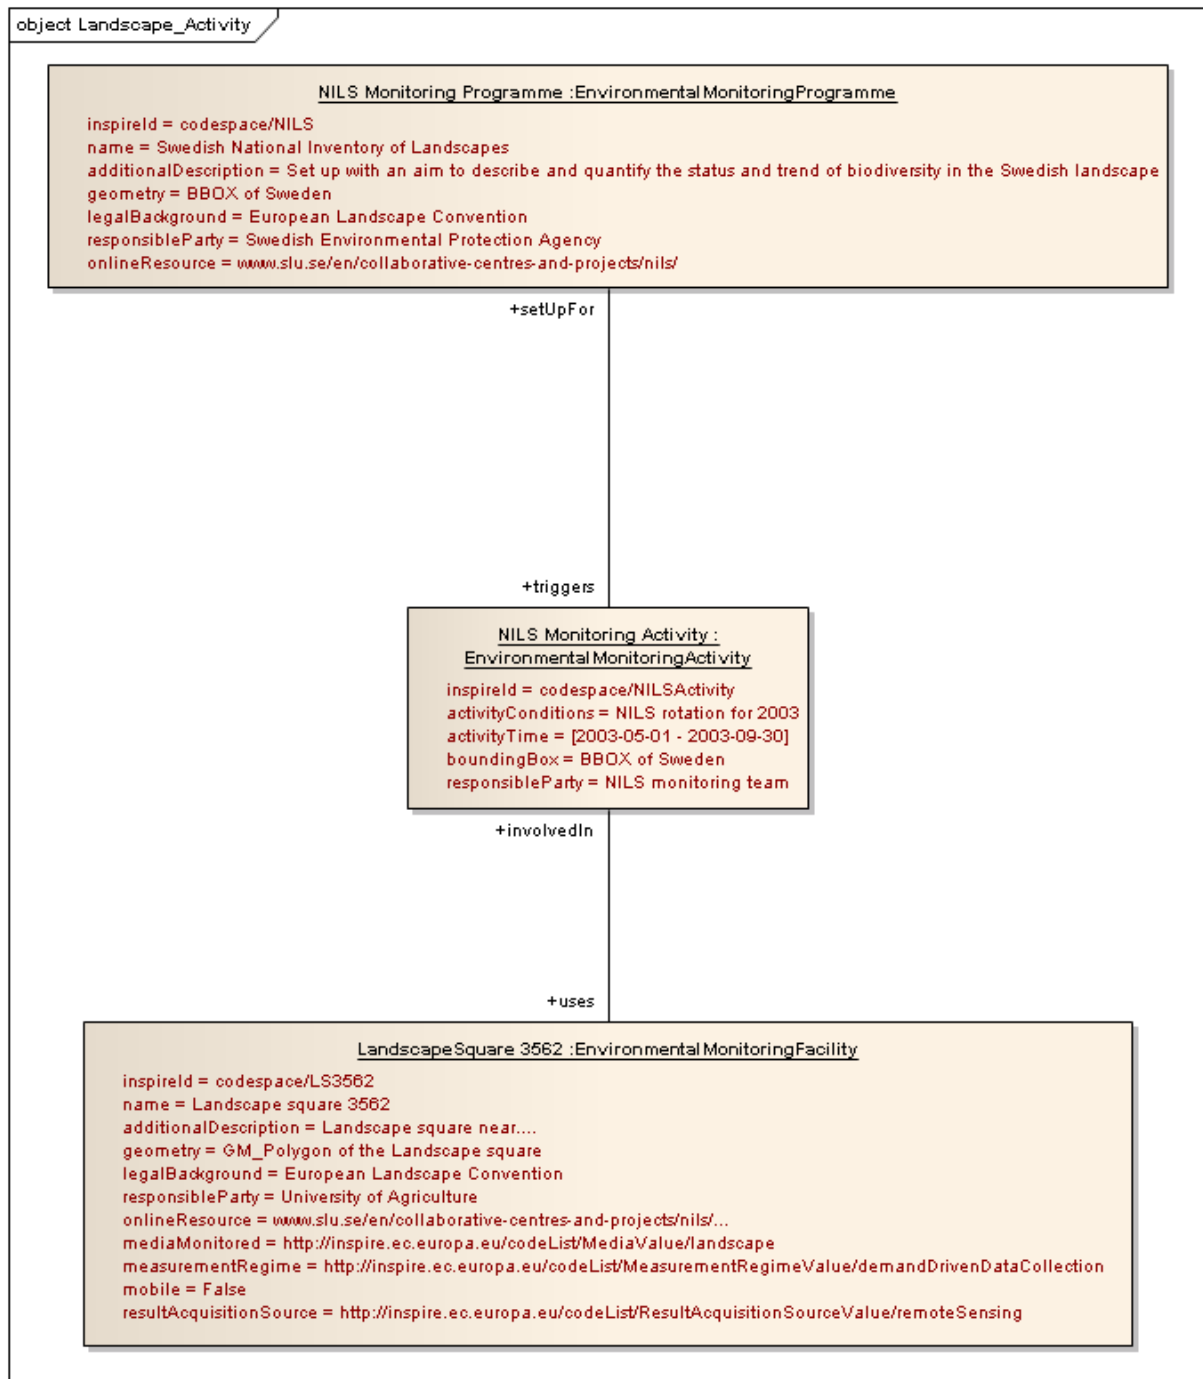 object Landscape_Activity
NILS Monitoring Programme :EnvironmentalMonitoringProgramme
inspireId = codespace/NILS
name = Swedish National Inventory of Landscapes
additionalDescription = Set up with an aim to describe and quantify the status and trend of biodiversity in the Swedish landscape
geometry = BBOX of Sweden
legalBackground = European Landscape Convention
responsibleParty = Swedish Environmental Protection Agency
onlineResource = www.slu.se/en/collaborative-centres-and-projects/nils/
+setUpFor
+triggers
NILS Monitoring Activity :
EnvironmentalMonitoringActivity
inspireId = codespace/NILSActivity
activityConditions = NILS rotation for 2003
activityTime = [2003-05-01 - 2003-09-30]
boundingBox = BBOX of Sweden
responsibleParty = NILS monitoring team
+involvedIn
+uses
LandscapeSquare 3562 :EnvironmentalMonitoringFacility
inspireId = codespace/LS3562
name = Landscape square 3562
additionalDescription = Landscape square near....
geometry = GM_Polygon of the Landscape square
legalBackground = European Landscape Convention
responsibleParty = University of Agriculture
onlineResource = www.slu.se/en/collaborative-centres-and-projects/nils/...
mediaMonitored = http://inspire.ec.europa.eu/codeList/MediaValue/landscape
measurementRegime = http://inspire.ec.europa.eu/codeList/MeasurementRegimeValue/demandDrivenDataCollection
mobile = False
resultAcquisitionSource = http://inspire.ec.europa.eu/codeList/ResultAcquisitionSourceValue/remoteSensing